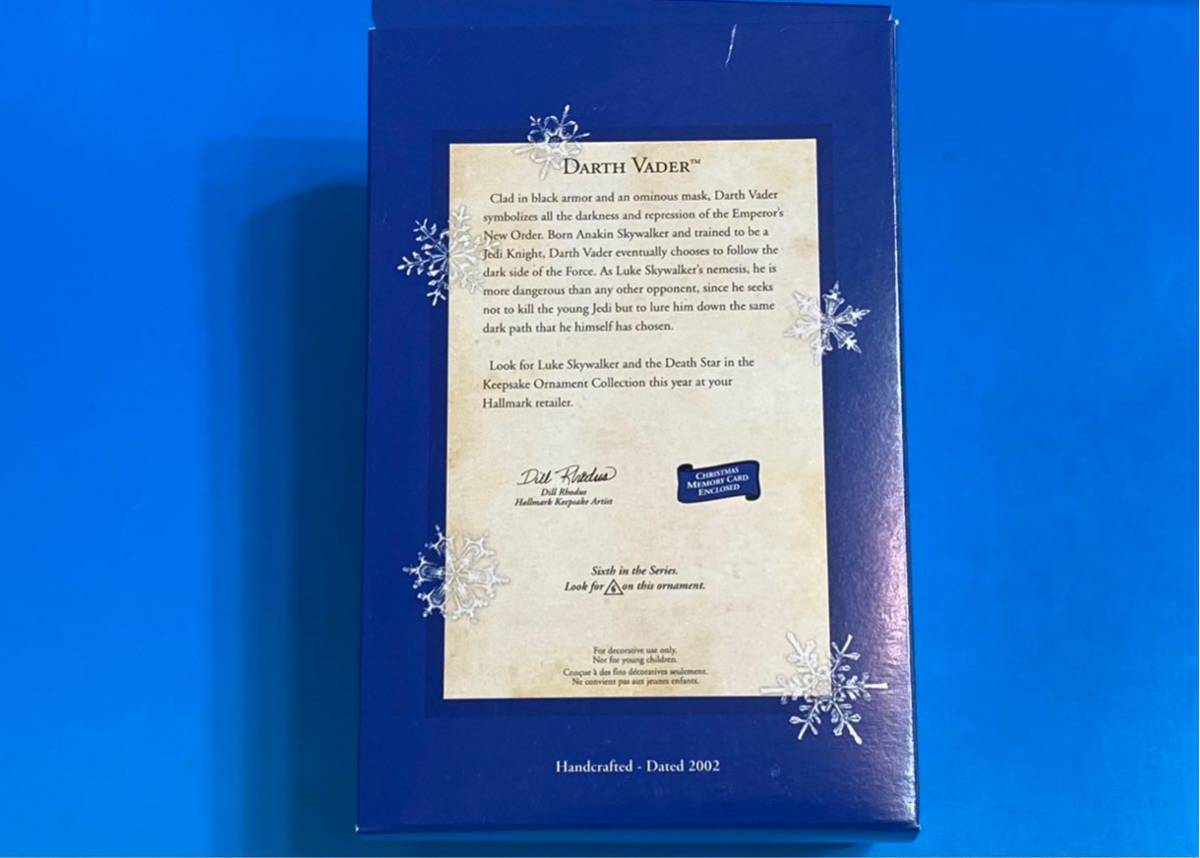 DARTH VADER™
Clad in black armor and an ominous mask, Darth Vader
symbolizes all the darkness and repression of the Emperor's
New Order. Born Anakin Skywalker and trained to be a
Jedi Knight, Darth Vader eventually chooses to follow the
dark side of the Force. As Luke Skywalker's nemesis, he is
more dangerous than any other opponent, since he seeks
not to kill the young Jedi but to lure him down the same
dark path that he himself has chosen.
Look for Luke Skywalker and the Death Star in the
Keepsake Ornament Collection this year at your
Hallmark retailer.
Dill Rhodus
Dill Rhodus
Hallmark Keepsake Artist
CHRISTMAS
MEMORY CARD
ENCLOSED
Sixth in the Series.
Look for 6 on this ornament.
For decorative use only.
Not for young children.
Conçue à des fins décoratives seulement.
Ne convient pas aux jeunes enfants.
Handcrafted - Dated 2002